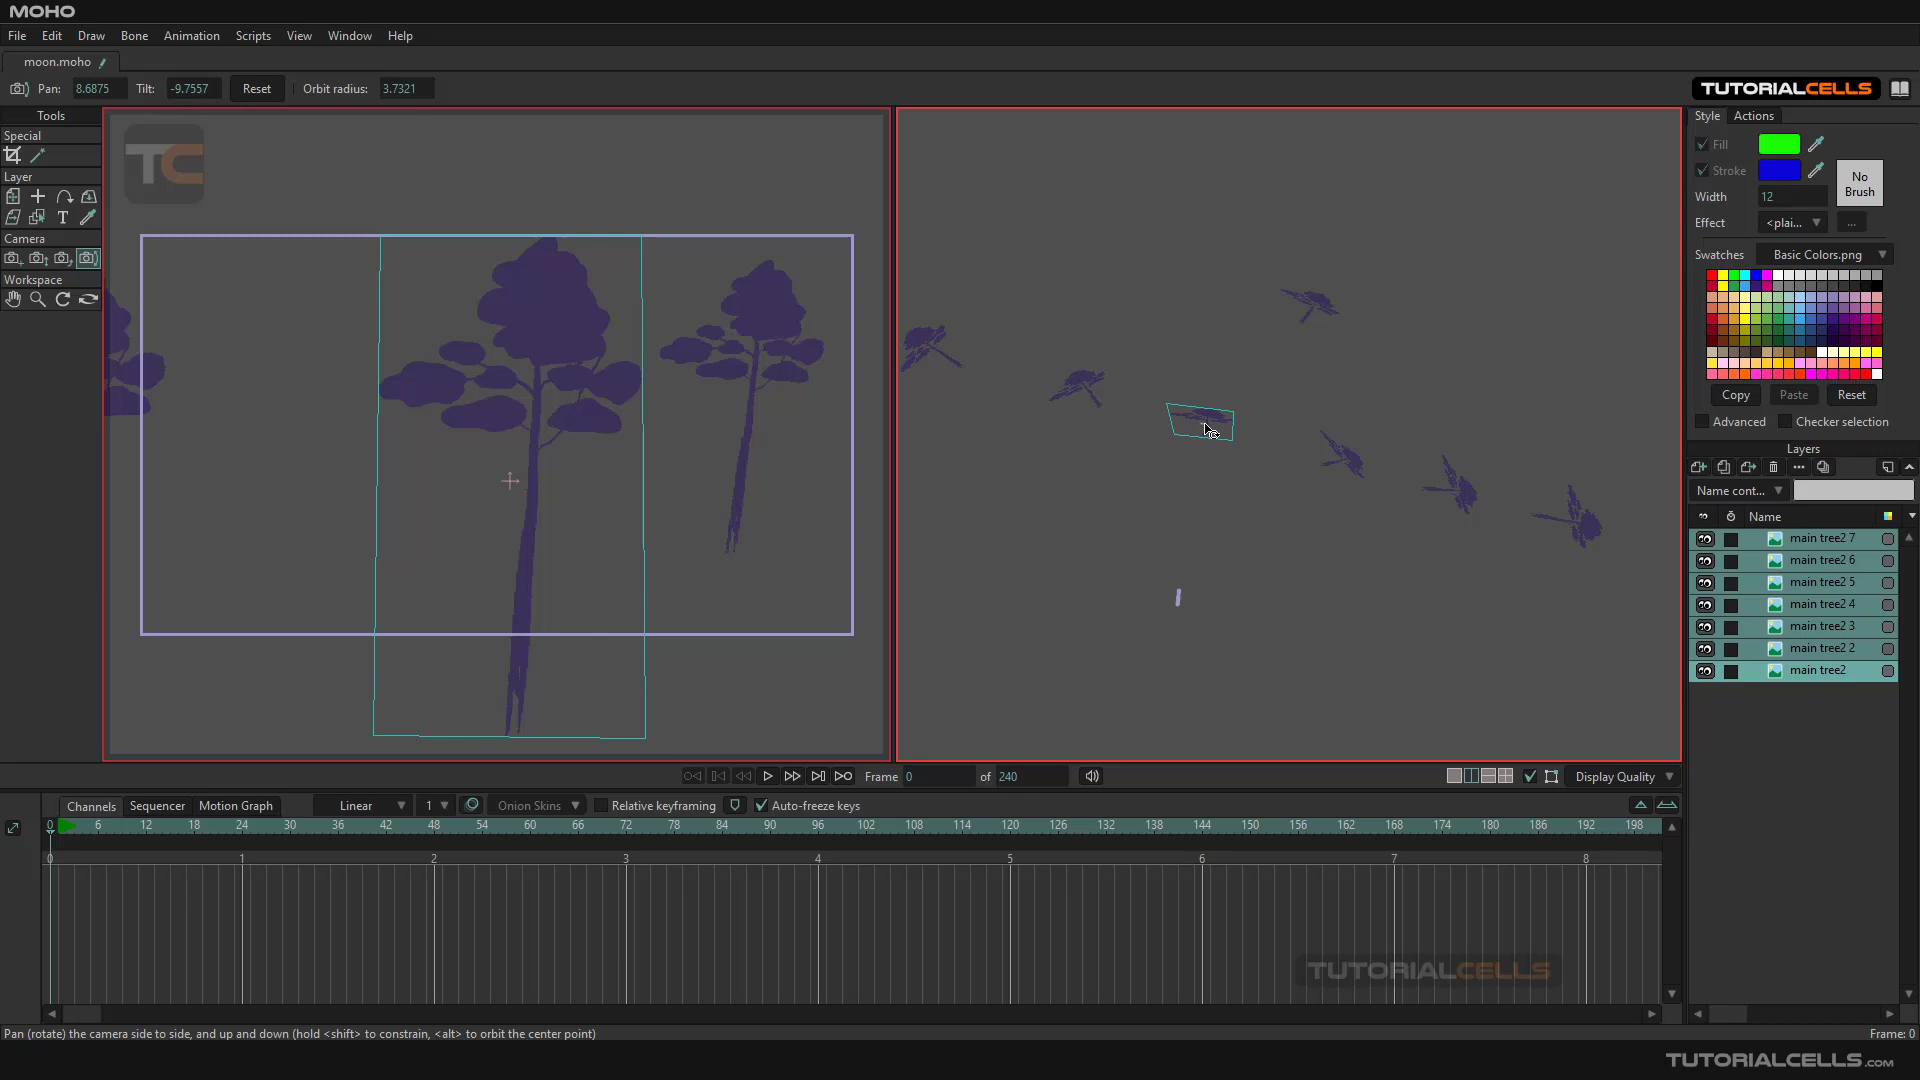 MOHO
File Edit Draw Bone Animation Scripts View Window Help
moon.moho
Pan: 8.6875 Tilt: -9.7557 Reset Orbit radius: 3.7321
TUTORIALCELLS
Tools
Special
Layer
T
Camera
Workspace
TC
Style Actions
Fill
Stroke
No Brush
Width 12
Effect <plai... ...
Swatches Basic Colors.png
Copy Paste Reset
Advanced Checker selection
Layers
Name cont...
Name
main tree2 7
main tree2 6
main tree2 5
main tree2 4
main tree2 3
main tree2 2
main tree2
Frame 0 of 240 Display Quality
Channels Sequencer Motion Graph Linear 1 Onion Skins Relative keyframing Auto-freeze keys
0 6 12 18 24 30 36 42 48 54 60 66 72 78 84 90 96 102 108 114 120 126 132 138 144 150 156 162 168 174 180 186 192 198
0 1 2 3 4 5 6 7 8
TUTORIALCELLS
Pan (rotate) the camera side to side, and up and down (hold <shift> to constrain, <alt> to orbit the center point) Frame: 0
TUTORIALCELLS.COM